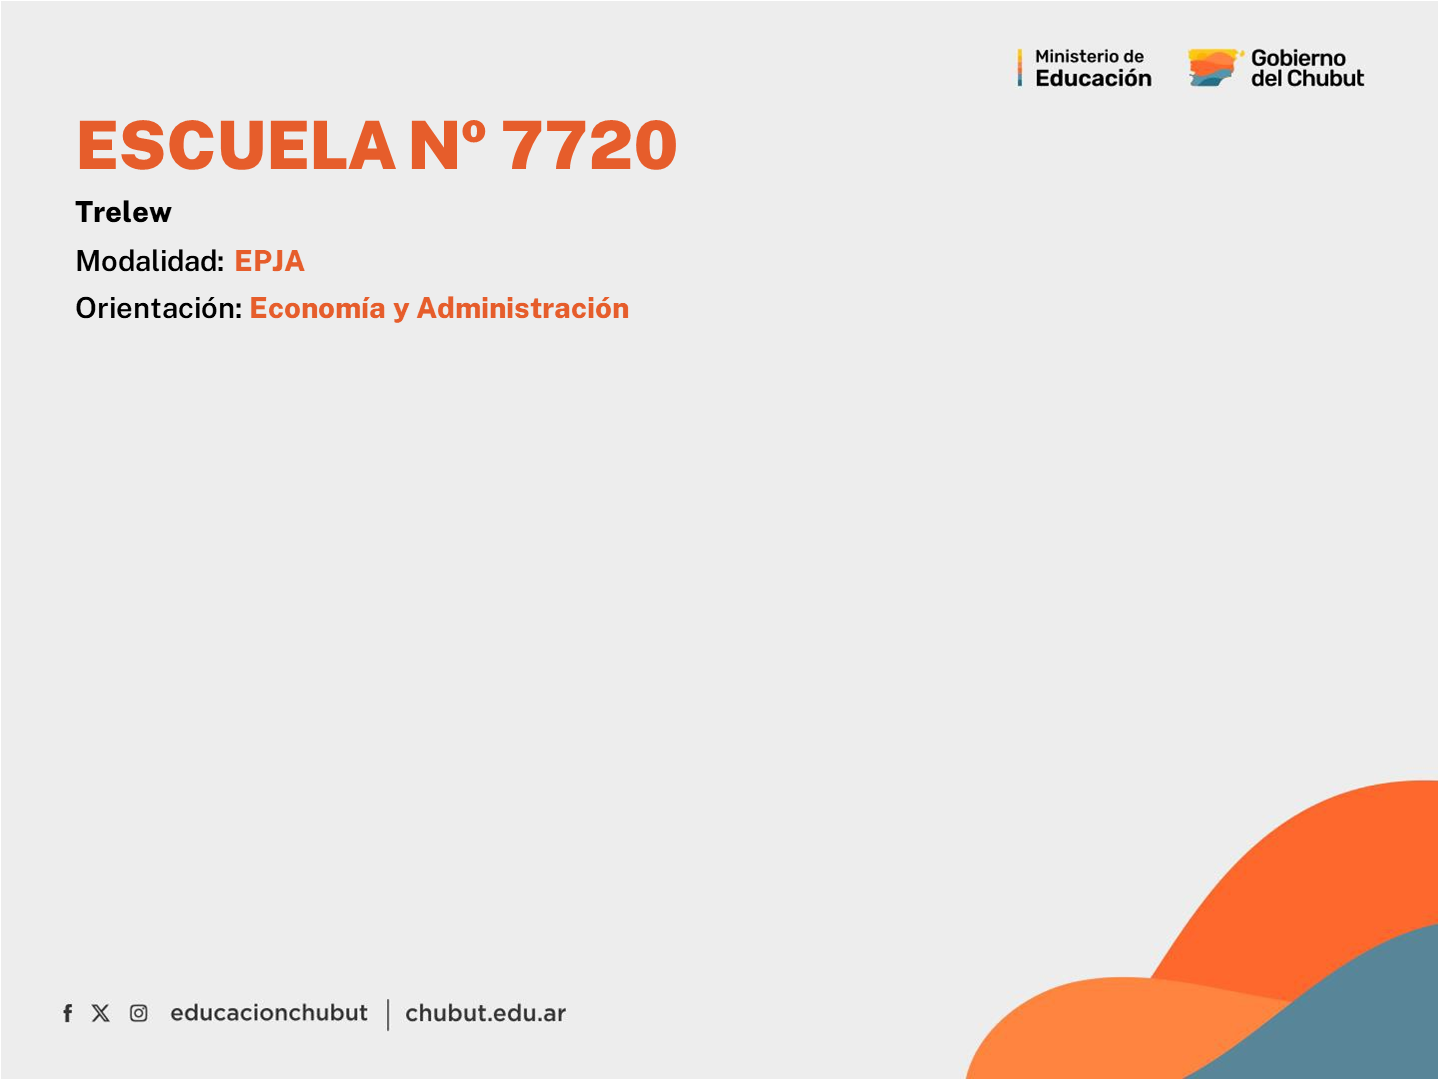 Ministerio de
Educación
Gobierno
del Chubut
ESCUELA Nº 7720
Trelew
Modalidad: EPJA
Orientación: Economía y Administración
educacionchubut | chubut.edu.ar